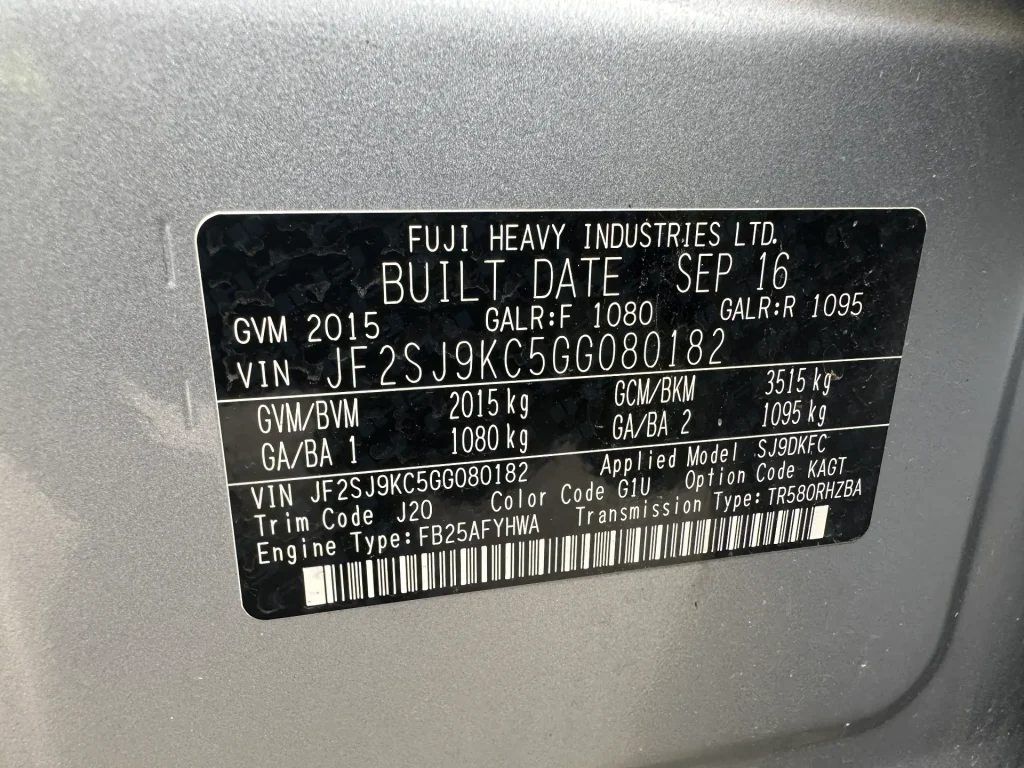 FUJI HEAVY INDUSTRIES LTD.
BUILT DATE SEP 16
GVM 2015 GALR:F 1080 GALR:R 1095
VIN JF2SJ9KC5GG080182
GVM/BVM 2015 kg GCM/BKM 3515 kg
GA/BA 1 1080 kg GA/BA 2 1095 kg
VIN JF2SJ9KC5GG080182 Applied Model SJ9DKFC
Trim Code J20 Color Code G1U Option Code KAGT
Engine Type: FB25AFYHWA Transmission Type: TR580RHZBA